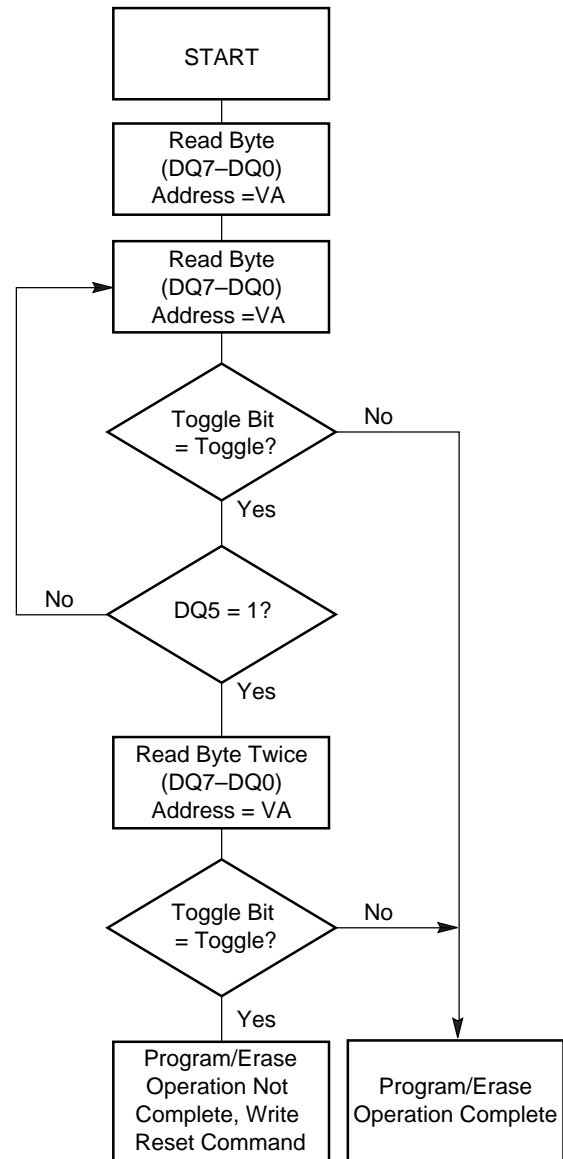 START
Read Byte
(DQ7–DQ0)
Address =VA
Read Byte
(DQ7–DQ0)
Address =VA
Toggle Bit
= Toggle?
No
Yes
DQ5 = 1?
No
Yes
Read Byte Twice
(DQ7–DQ0)
Address = VA
Toggle Bit
= Toggle?
No
Yes
Program/Erase
Operation Not
Complete, Write
Reset Command
Program/Erase
Operation Complete